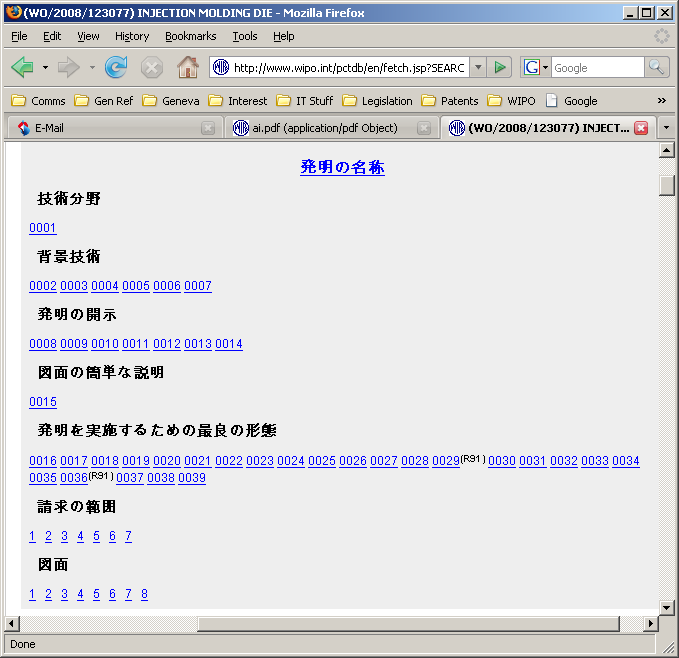 (WO/2008/123077) INJECTION MOLDING DIE - Mozilla Firefox
File Edit View History Bookmarks Tools Help
http://www.wipo.int/pctdb/en/fetch.jsp?SEARC Google
Comms Gen Ref Geneva Interest IT Stuff Legislation Patents WIPO Google »
E-Mail ai.pdf (application/pdf Object) (WO/2008/123077) INJECT...
発明の名称
技術分野
0001
背景技術
0002 0003 0004 0005 0006 0007
発明の開示
0008 0009 0010 0011 0012 0013 0014
図面の簡単な説明
0015
発明を実施するための最良の形態
0016 0017 0018 0019 0020 0021 0022 0023 0024 0025 0026 0027 0028 0029(R91) 0030 0031 0032 0033 0034
0035 0036(R91) 0037 0038 0039
請求の範囲
1 2 3 4 5 6 7
図面
1 2 3 4 5 6 7 8
Done